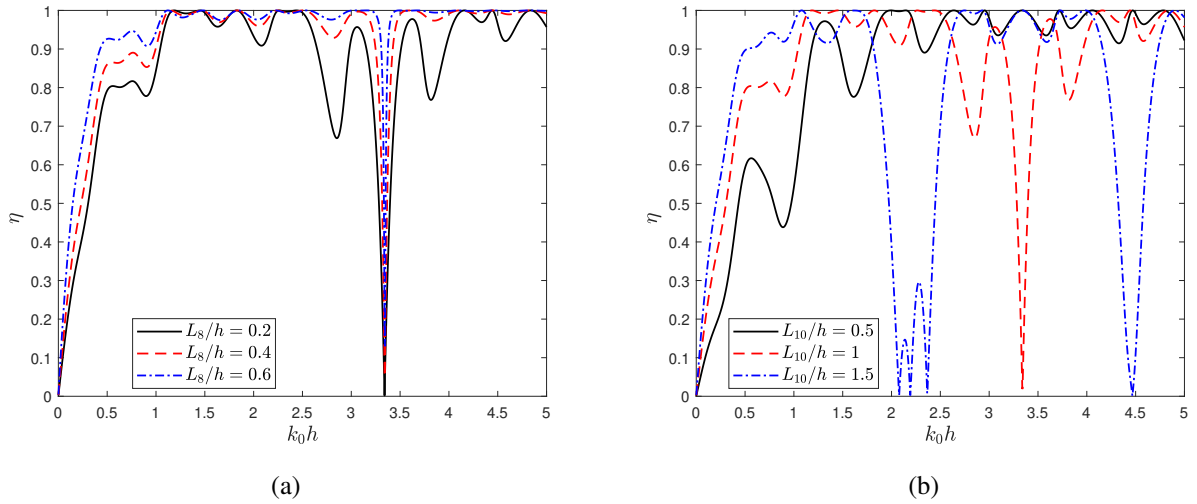 1
0.9
0.8
0.7
0.6
0.5
0.4
0.3
0.2
0.1
0
η
L₈/h = 0.2
L₈/h = 0.4
L₈/h = 0.6
0 0.5 1 1.5 2 2.5 3 3.5 4 4.5 5
k₀h
(a)
1
0.9
0.8
0.7
0.6
0.5
0.4
0.3
0.2
0.1
0
η
L₁₀/h = 0.5
L₁₀/h = 1
L₁₀/h = 1.5
0 0.5 1 1.5 2 2.5 3 3.5 4 4.5 5
k₀h
(b)